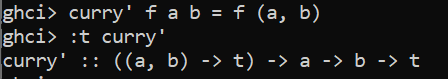 ghci> curry' f a b = f (a, b)
ghci> :t curry'
curry' :: ((a, b) -> t) -> a -> b -> t